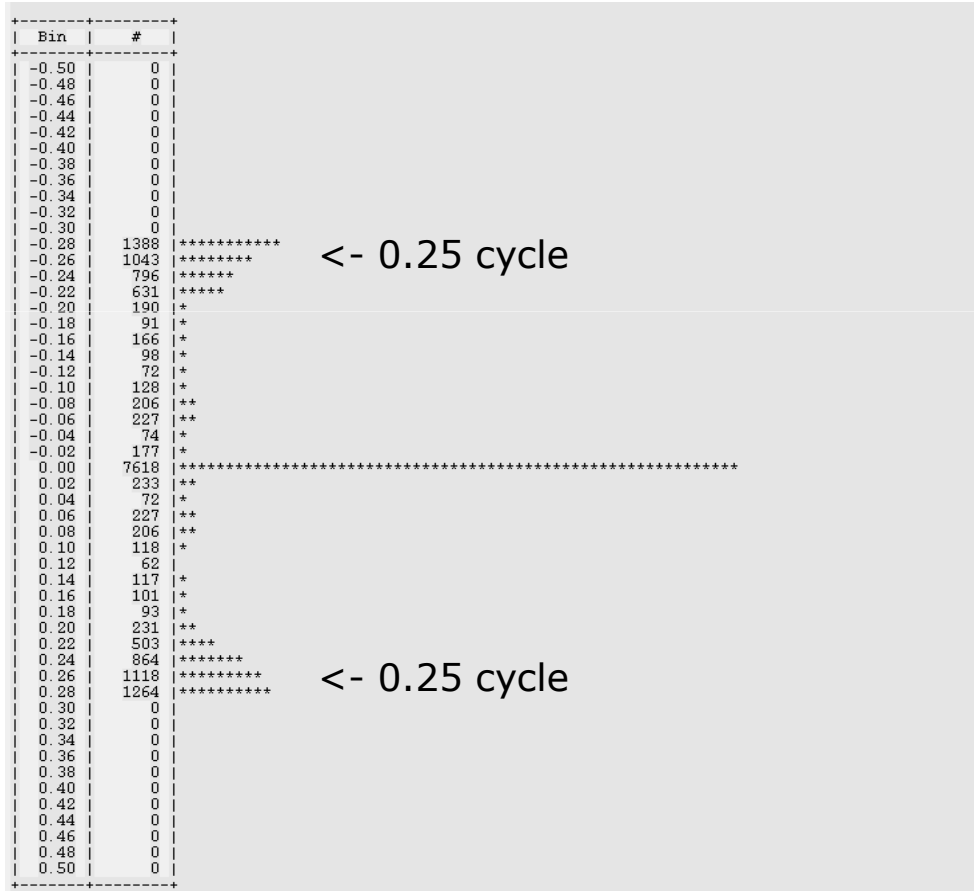 +-------+---------+
| Bin | # |
+-------+---------+
| -0.50 | 0 |
| -0.48 | 0 |
| -0.46 | 0 |
| -0.44 | 0 |
| -0.42 | 0 |
| -0.40 | 0 |
| -0.38 | 0 |
| -0.36 | 0 |
| -0.34 | 0 |
| -0.32 | 0 |
| -0.30 | 0 |
| -0.28 | 1388 |*********** <- 0.25 cycle
| -0.26 | 1043 |********
| -0.24 | 796 |******
| -0.22 | 631 |*****
| -0.20 | 190 |*
| -0.18 | 91 |*
| -0.16 | 166 |*
| -0.14 | 98 |*
| -0.12 | 72 |*
| -0.10 | 128 |*
| -0.08 | 206 |**
| -0.06 | 227 |**
| -0.04 | 74 |*
| -0.02 | 177 |*
| 0.00 | 7618 |************************************************************
| 0.02 | 233 |**
| 0.04 | 72 |*
| 0.06 | 227 |**
| 0.08 | 206 |**
| 0.10 | 118 |*
| 0.12 | 62 |
| 0.14 | 117 |*
| 0.16 | 101 |*
| 0.18 | 93 |*
| 0.20 | 231 |**
| 0.22 | 503 |****
| 0.24 | 864 |*******
| 0.26 | 1118 |********* <- 0.25 cycle
| 0.28 | 1264 |**********
| 0.30 | 0 |
| 0.32 | 0 |
| 0.34 | 0 |
| 0.36 | 0 |
| 0.38 | 0 |
| 0.40 | 0 |
| 0.42 | 0 |
| 0.44 | 0 |
| 0.46 | 0 |
| 0.48 | 0 |
| 0.50 | 0 |
+-------+---------+